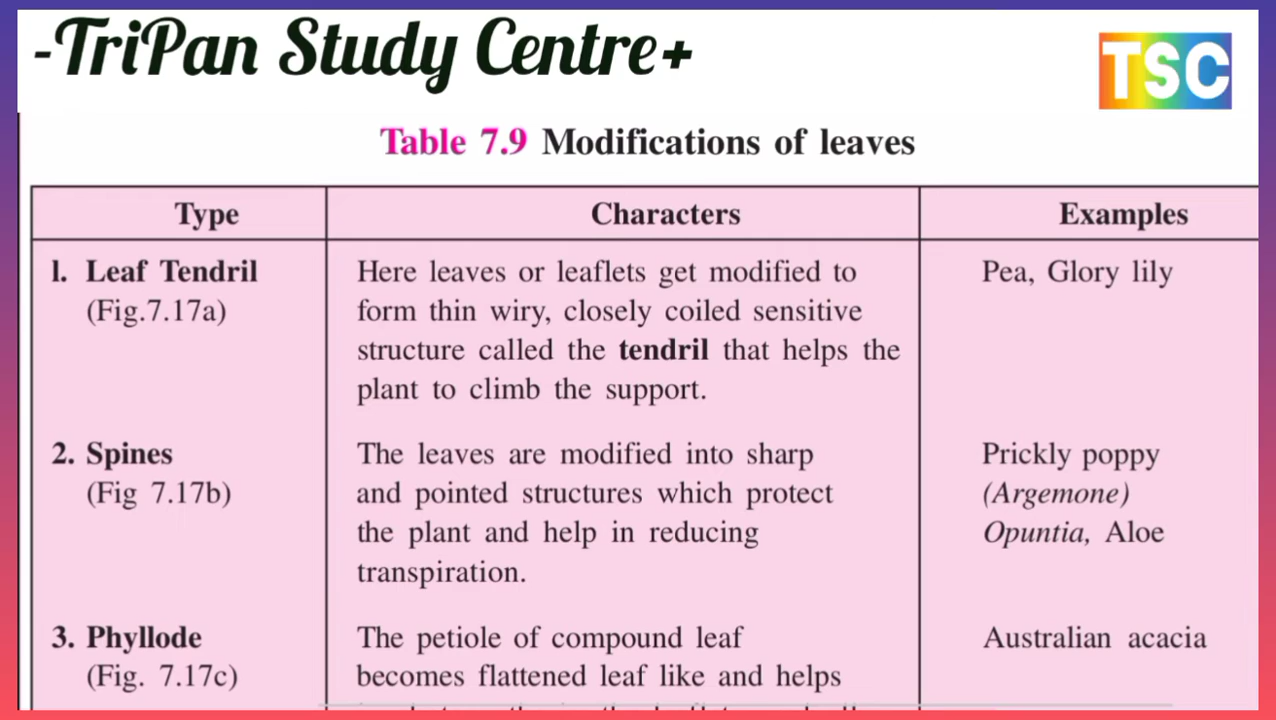 -TriPan Study Centre+
TSC
Table 7.9 Modifications of leaves
Type
Characters
Examples
1. Leaf Tendril
(Fig.7.17a)
Here leaves or leaflets get modified to
form thin wiry, closely coiled sensitive
structure called the tendril that helps the
plant to climb the support.
Pea, Glory lily
2. Spines
(Fig 7.17b)
The leaves are modified into sharp
and pointed structures which protect
the plant and help in reducing
transpiration.
Prickly poppy
(Argemone)
Opuntia, Aloe
3. Phyllode
(Fig. 7.17c)
The petiole of compound leaf
becomes flattened leaf like and helps
Australian acacia